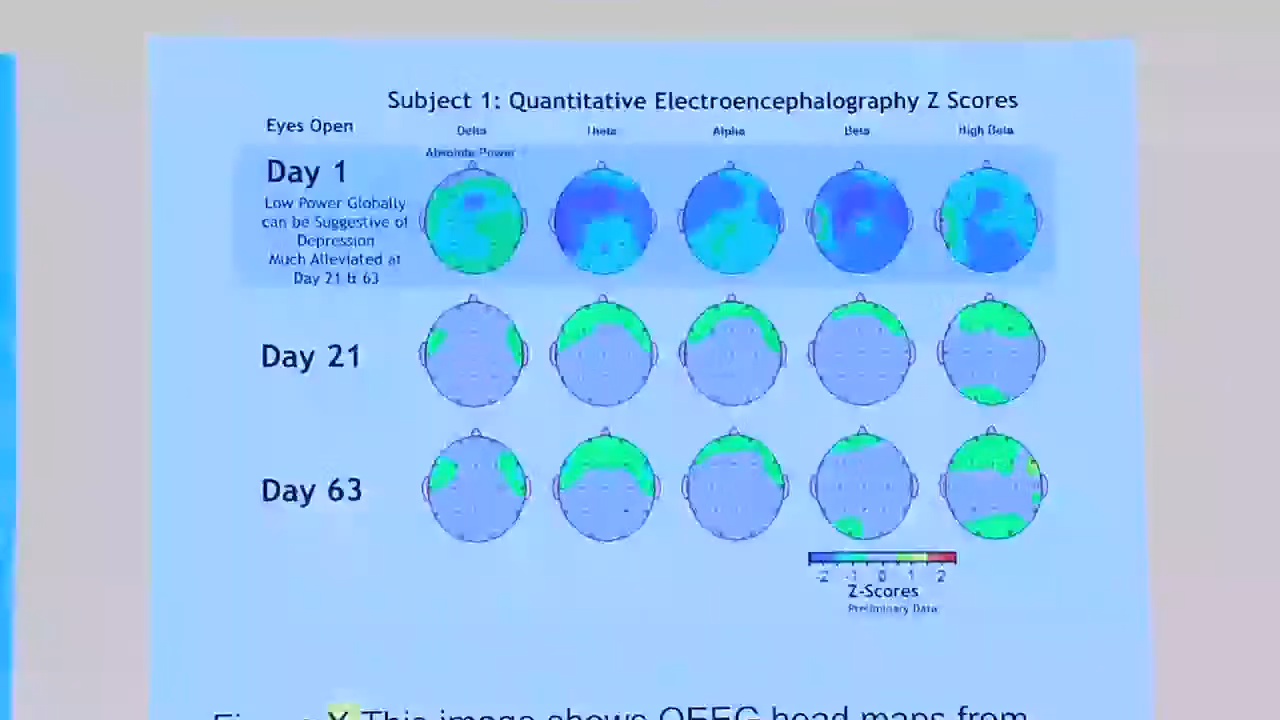 Subject 1: Quantitative Electroencephalography Z Scores
Eyes Open
Delta Theta Alpha Beta High Beta
Absolute Power
Day 1
Low Power Globally
can be Suggestive of
Depression
Much Alleviated at
Day 21 & 63
Day 21
Day 63
-2 -1 0 1 2
Z-Scores
Preliminary Data
Figure X This image shows QEEG head maps from